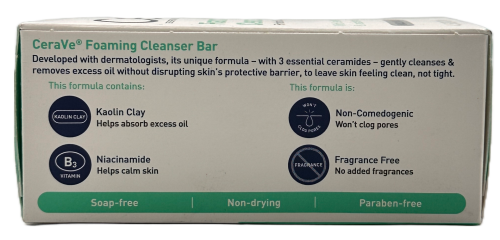 CeraVe® Foaming Cleanser Bar
Developed with dermatologists, its unique formula – with 3 essential ceramides – gently cleanses &
removes excess oil without disrupting skin's protective barrier, to leave skin feeling clean, not tight.
This formula contains:
This formula is:
KAOLIN CLAY
Kaolin Clay
Helps absorb excess oil
WON'T
CLOG PORES
Non-Comedogenic
Won't clog pores
B3
VITAMIN
Niacinamide
Helps calm skin
FRAGRANCE
Fragrance Free
No added fragrances
Soap-free | Non-drying | Paraben-free